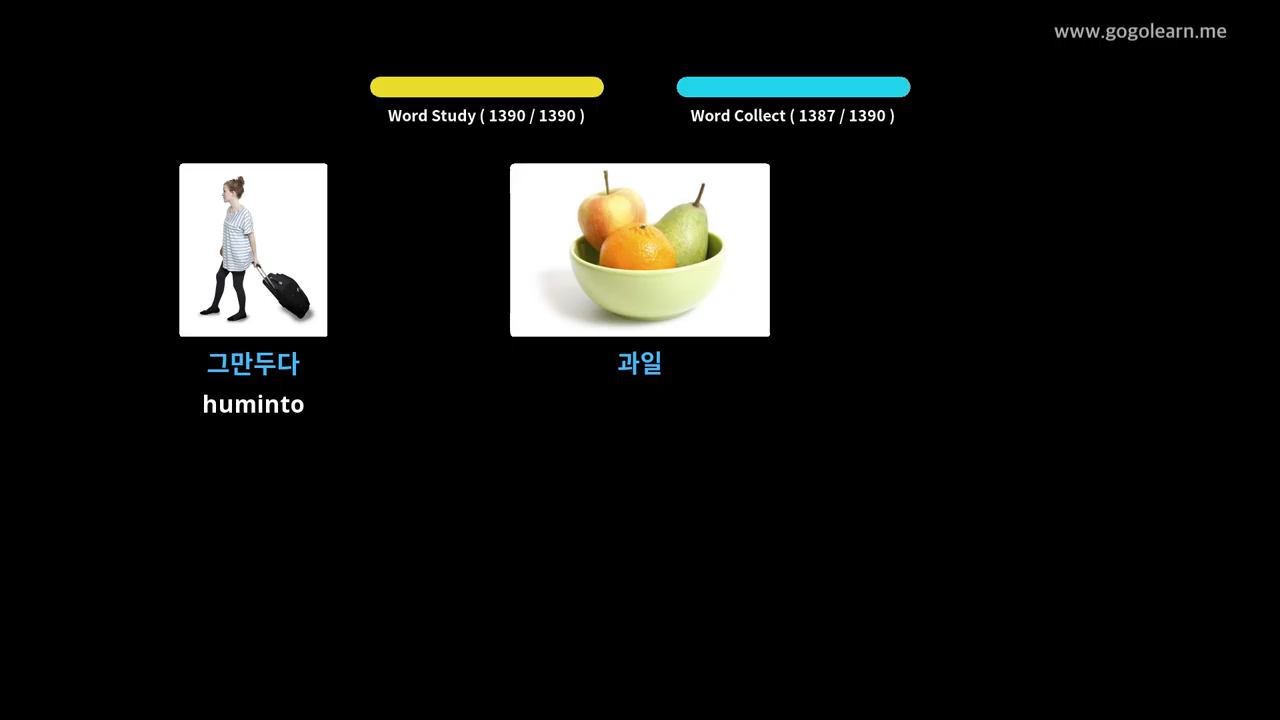 www.gogolearn.me
Word Study ( 1390 / 1390 )
Word Collect ( 1387 / 1390 )
그만두다
huminto
과일